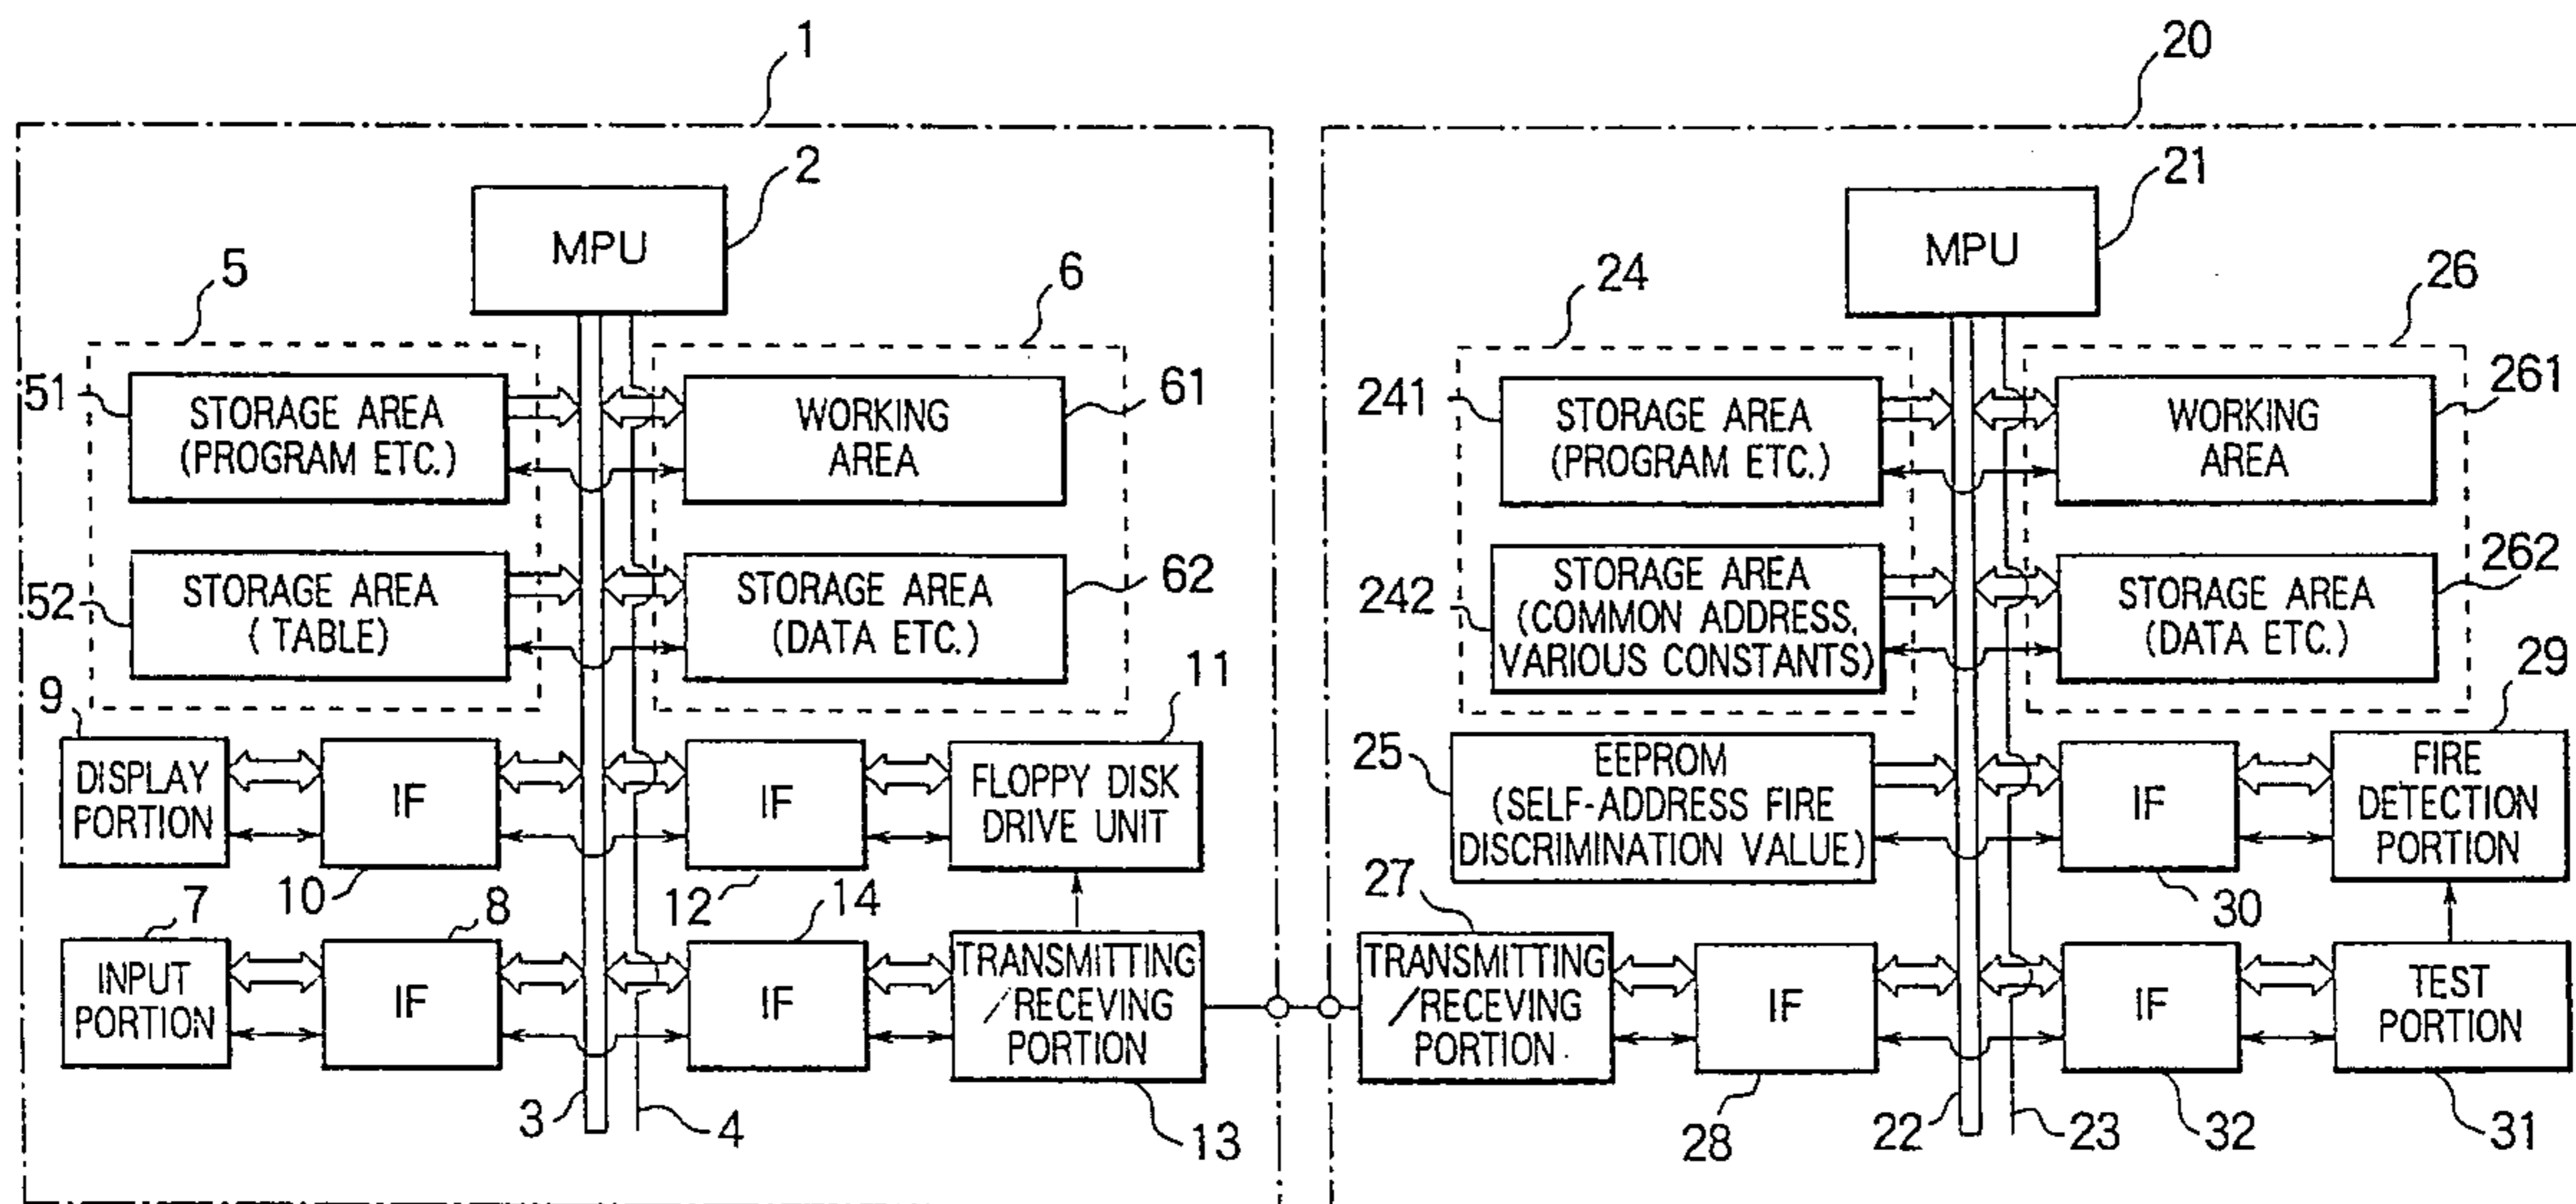 1
20
2
MPU
21
MPU
5
6
24
26
51
STORAGE AREA
(PROGRAM ETC.)
WORKING
AREA
61
241
STORAGE AREA
(PROGRAM ETC.)
WORKING
AREA
261
52
STORAGE AREA
( TABLE)
STORAGE AREA
(DATA ETC.)
62
242
STORAGE AREA
(COMMON ADDRESS,
VARIOUS CONSTANTS)
STORAGE AREA
(DATA ETC.)
262
9
DISPLAY
PORTION
IF
10
IF
12
11
FLOPPY DISK
DRIVE UNIT
25
EEPROM
(SELF-ADDRESS FIRE
DISCRIMINATION VALUE)
IF
30
29
FIRE
DETECTION
PORTION
7
INPUT
PORTION
8
IF
14
IF
TRANSMITTING
/RECEVING
PORTION
13
27
TRANSMITTING
/RECEVING
PORTION
IF
28
IF
32
TEST
PORTION
31
3
4
22
23